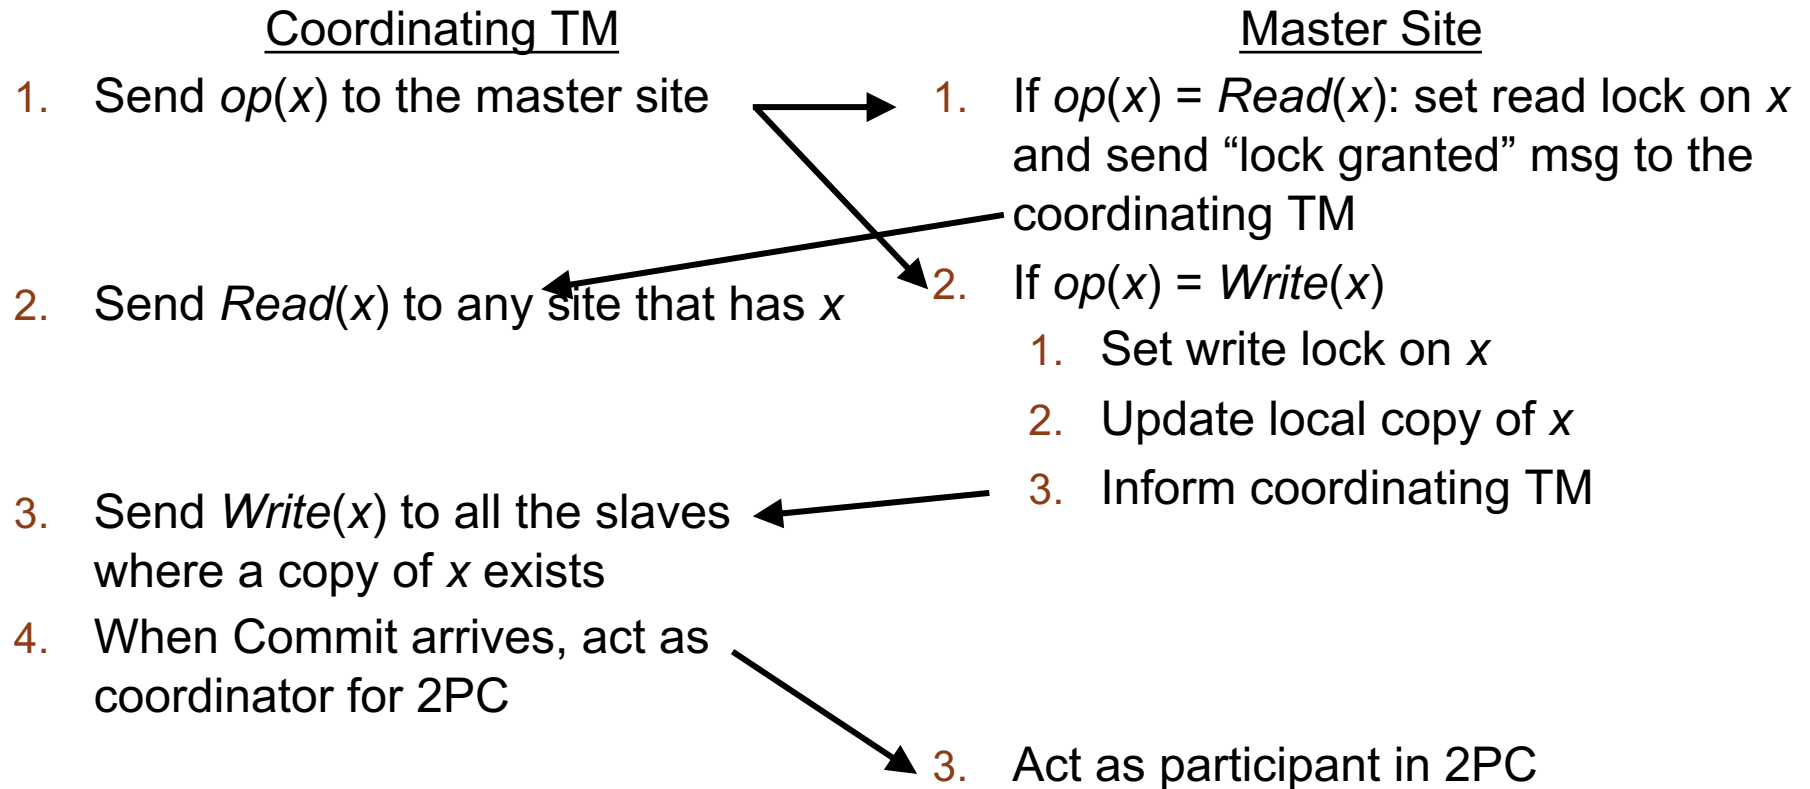 Coordinating TM
1. Send op(x) to the master site
2. Send Read(x) to any site that has x
3. Send Write(x) to all the slaves
where a copy of x exists
4. When Commit arrives, act as
coordinator for 2PC
Master Site
1. If op(x) = Read(x): set read lock on x
and send “lock granted” msg to the
coordinating TM
2. If op(x) = Write(x)
1. Set write lock on x
2. Update local copy of x
3. Inform coordinating TM
3. Act as participant in 2PC